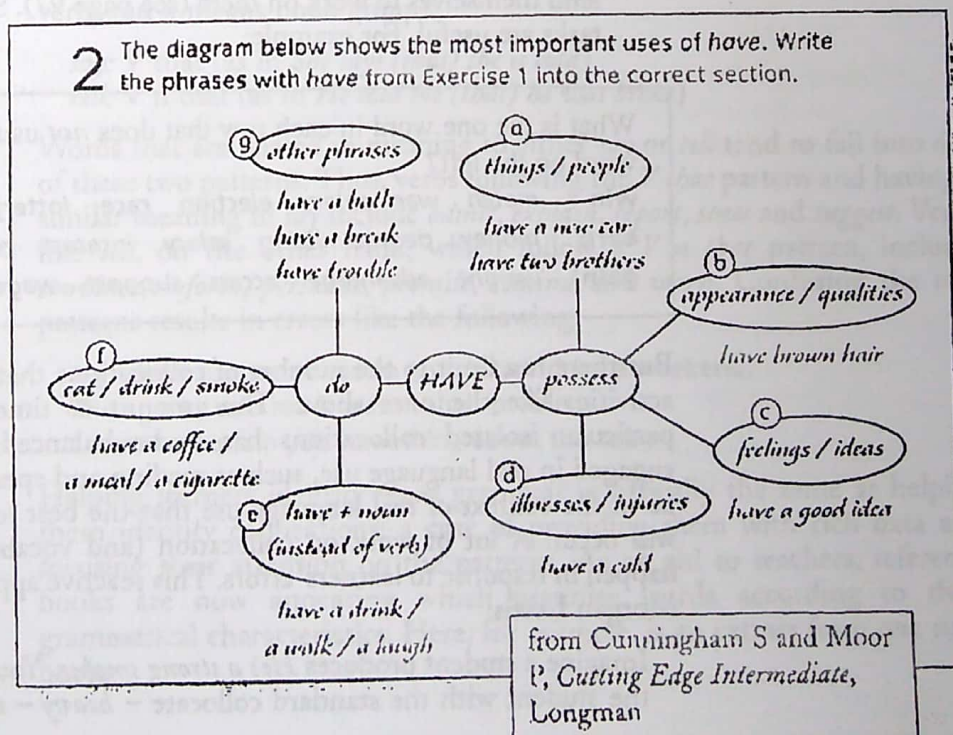 2 The diagram below shows the most important uses of have. Write
the phrases with have from Exercise 1 into the correct section.
g other phrases
have a bath
have a break
have trouble
a things / people
have a new car
have two brothers
b appearance / qualities
have brown hair
f eat / drink / smoke
have a coffee /
a meal / a cigarette
do
HAVE
possess
c feelings / ideas
have a good idea
d illnesses / injuries
have a cold
e have + noun
(instead of verb)
have a drink /
a walk / a laugh
from Cunningham S and Moor
P, Cutting Edge Intermediate,
Longman